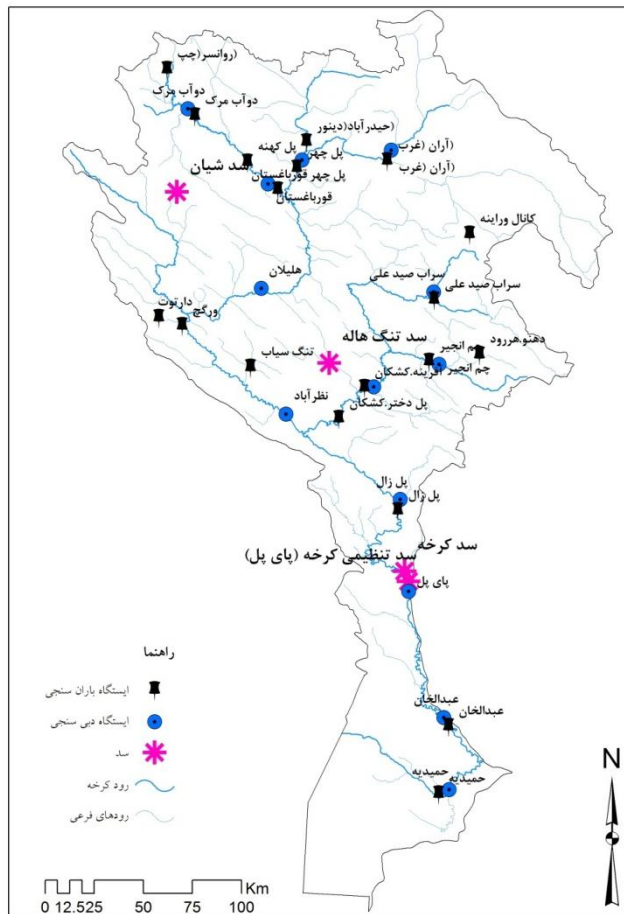 (روانسر(چپ
دوآب مرک
دوآب مرک
(حیدرآباد(دینور
(آران (غرب
پل کهنه
پل چهر
(آران (غرب
سد شیان
پل چهر
قورباغستان
قورباغستان
کانال وراینه
سراب صید علی
هلیلان
سراب صید علی
دارتوت
ورگچ
سد تنگ هاله
دهنو.هررود
چم انجیر
تنگ سیاب
آفرینه.کشکان
چم انجیر
نظرآباد
پل دختر.کشکان
پل زال
پل زال
سد کرخه
سد تنظیمی کرخه (پای پل)
پای پل
راهنما
ایستگاه باران سنجی
ایستگاه دبی سنجی
سد
رود کرخه
رودهای فرعی
عبدالخان
عبدالخان
حمیدیه
حمیدیه
N
Km
0 12.525 50 100